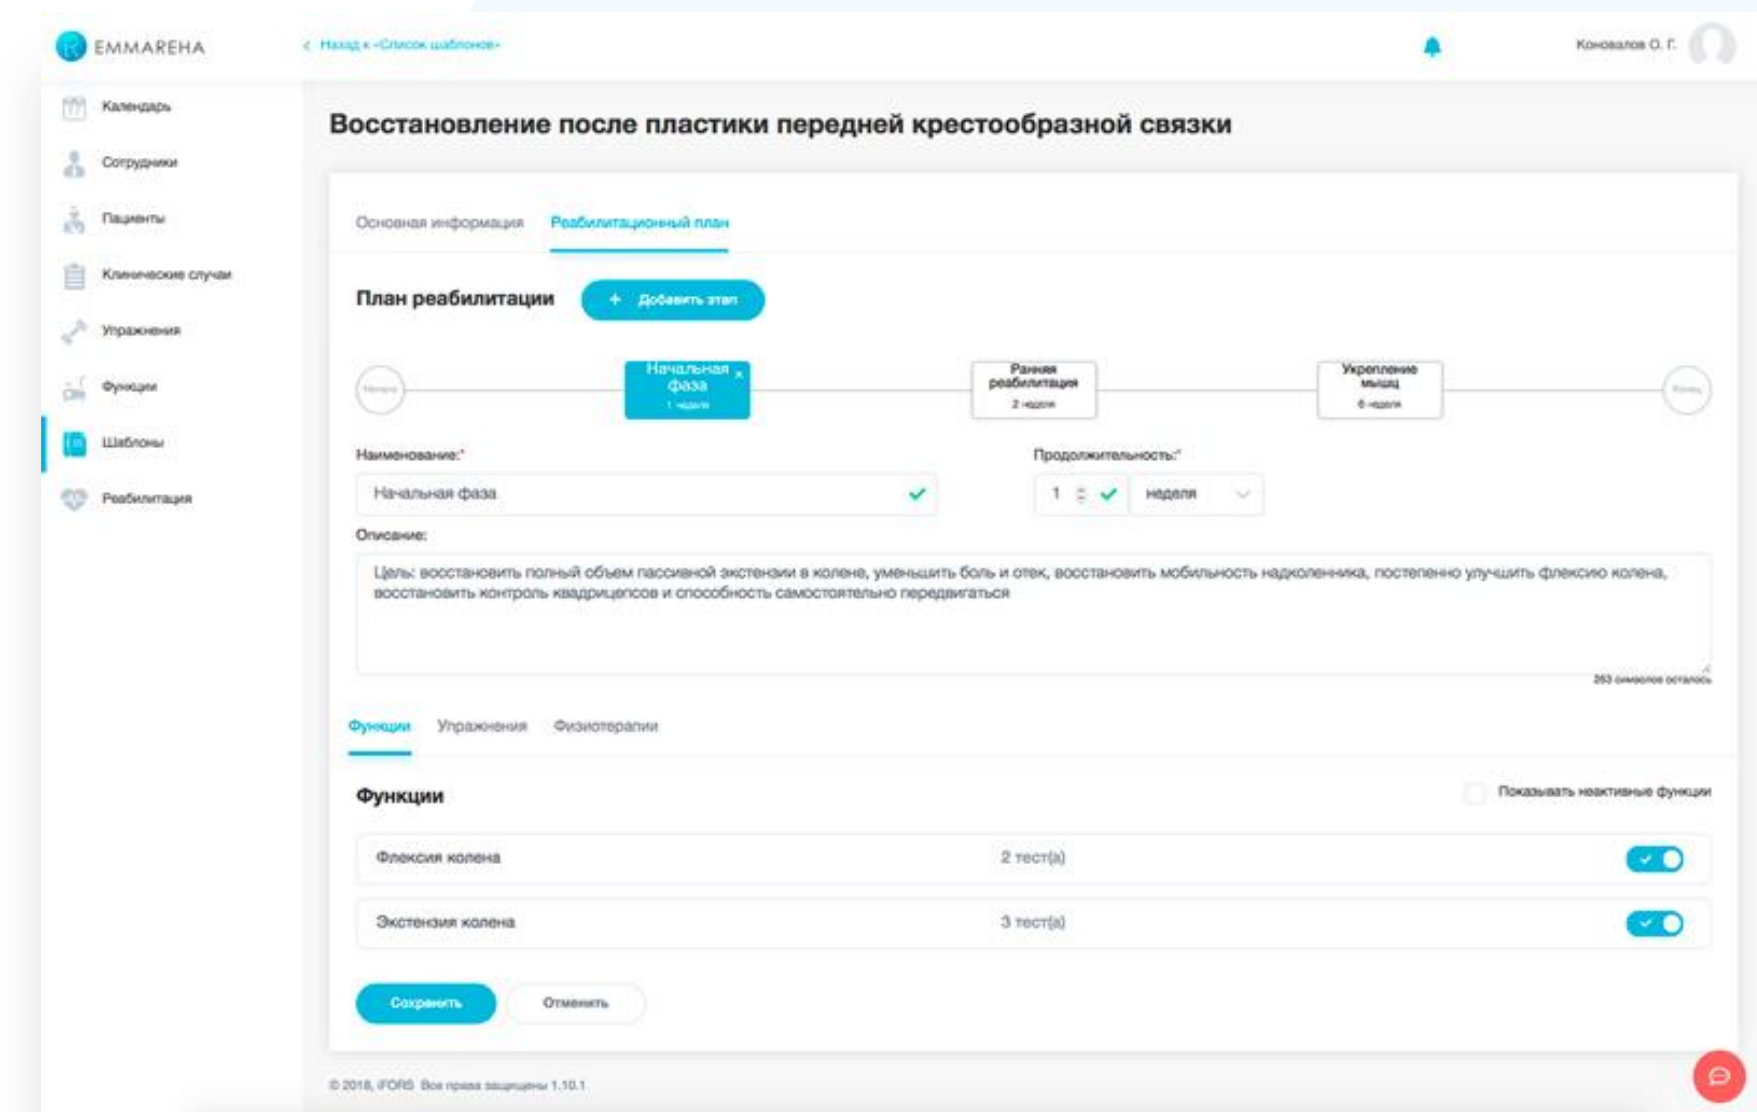 EMMAREHA
< Назад к «Список шаблонов»
Коновалов О. Г.
Календарь
Сотрудники
Пациенты
Клинические случаи
Упражнения
Функции
Шаблоны
Реабилитация
Восстановление после пластики передней крестообразной связки
Основная информация Реабилитационный план
План реабилитации + Добавить этап
Начало
Начальная фаза
1 неделя
Ранняя реабилитация
2 недели
Укрепление мышц
6 недели
Конец
Наименование:*
Начальная фаза
Продолжительность:*
1 неделя
Описание:
Цель: восстановить полный объем пассивной экстензии в колене, уменьшить боль и отек, восстановить мобильность надколенника, постепенно улучшить флексию колена,
восстановить контроль квадрицепсов и способность самостоятельно передвигаться
263 символов осталось
Функции Упражнения Физиотерапии
Функции
Показывать неактивные функции
Флексия колена 2 тест(а)
Экстензия колена 3 тест(а)
Сохранить Отменить
© 2018, iFORS Все права защищены 1.10.1